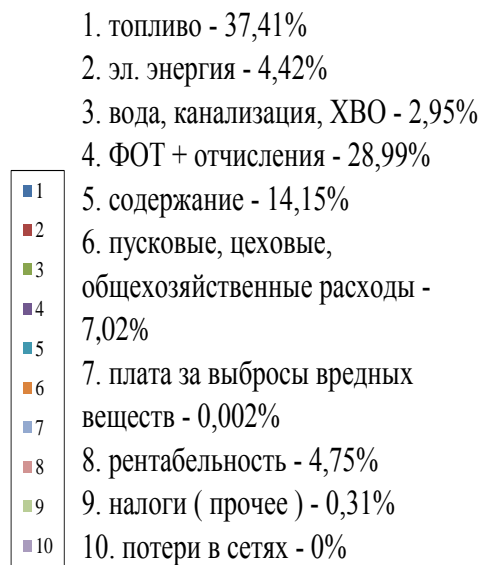 1. топливо - 37,41%
2. эл. энергия - 4,42%
3. вода, канализация, ХВО - 2,95%
4. ФОТ + отчисления - 28,99%
5. содержание - 14,15%
6. пусковые, цеховые,
общехозяйственные расходы -
7,02%
7. плата за выбросы вредных
веществ - 0,002%
8. рентабельность - 4,75%
9. налоги ( прочее ) - 0,31%
10. потери в сетях - 0%
1
2
3
4
5
6
7
8
9
10